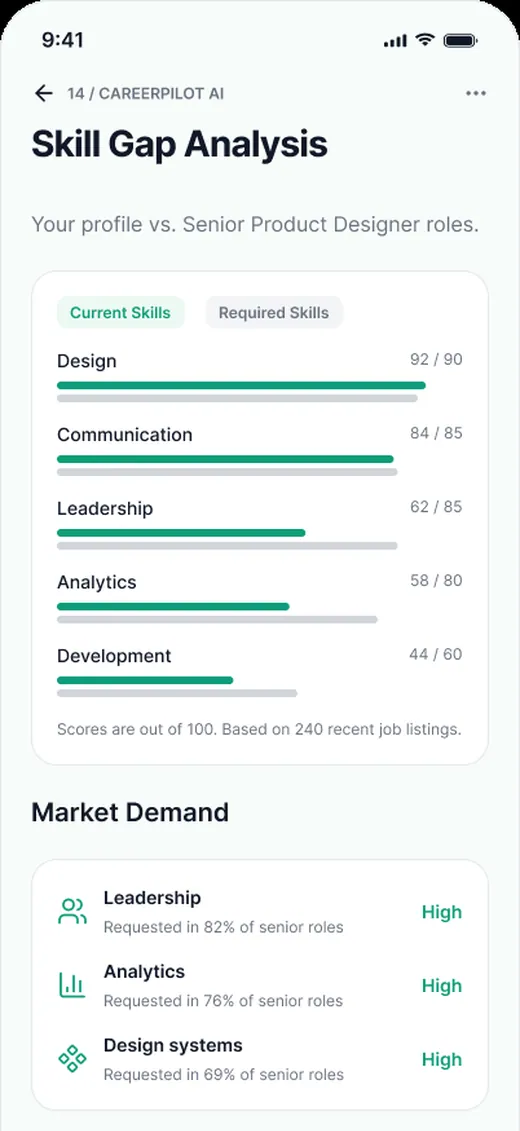 9:41
14 / CAREERPILOT AI
Skill Gap Analysis
Your profile vs. Senior Product Designer roles.
Current Skills Required Skills
Design 92 / 90
Communication 84 / 85
Leadership 62 / 85
Analytics 58 / 80
Development 44 / 60
Scores are out of 100. Based on 240 recent job listings.
Market Demand
Leadership
Requested in 82% of senior roles
High
Analytics
Requested in 76% of senior roles
High
Design systems
Requested in 69% of senior roles
High